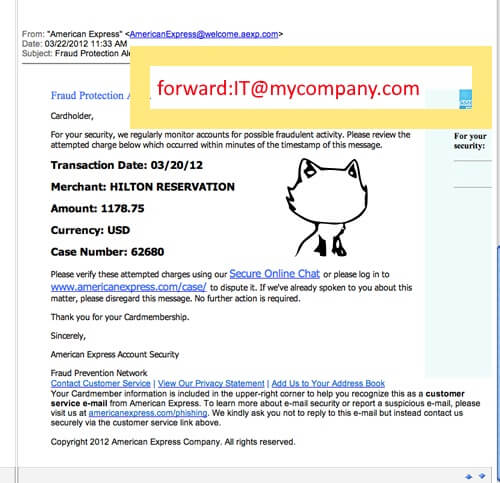 From: "American Express" <AmericanExpress@welcome.aexp.com>
Date: 03/22/2012 11:33 AM
Subject: Fraud Protection Al
forward:IT@mycompany.com
Fraud Protection
Cardholder,
For your security, we regularly monitor accounts for possible fraudulent activity. Please review the
attempted charge below which occurred within minutes of the timestamp of this message.
For your
security:
Transaction Date: 03/20/12
Merchant: HILTON RESERVATION
Amount: 1178.75
Currency: USD
Case Number: 62680
Please verify these attempted charges using our Secure Online Chat or please log in to
www.americanexpress.com/case/ to dispute it. If we've already spoken to you about this
matter, please disregard this message. No further action is required.
Thank you for your Cardmembership.
Sincerely,
American Express Account Security
Fraud Prevention Network
Contact Customer Service | View Our Privacy Statement | Add Us to Your Address Book
Your Cardmember information is included in the upper-right corner to help you recognize this as a customer
service e-mail from American Express. To learn more about e-mail security or report a suspicious e-mail, please
visit us at americanexpress.com/phishing. We kindly ask you not to reply to this e-mail but instead contact us
securely via the customer service link above.
Copyright 2012 American Express Company. All rights reserved.